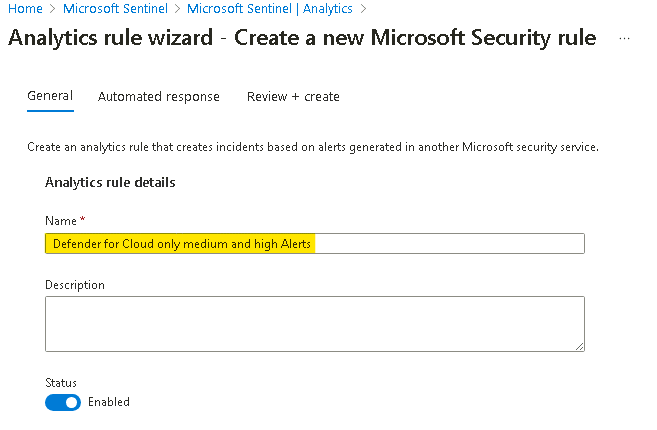 Home > Microsoft Sentinel > Microsoft Sentinel | Analytics >
Analytics rule wizard - Create a new Microsoft Security rule ...
General Automated response Review + create
Create an analytics rule that creates incidents based on alerts generated in another Microsoft security service.
Analytics rule details
Name *
Defender for Cloud only medium and high Alerts
Description
Status
Enabled